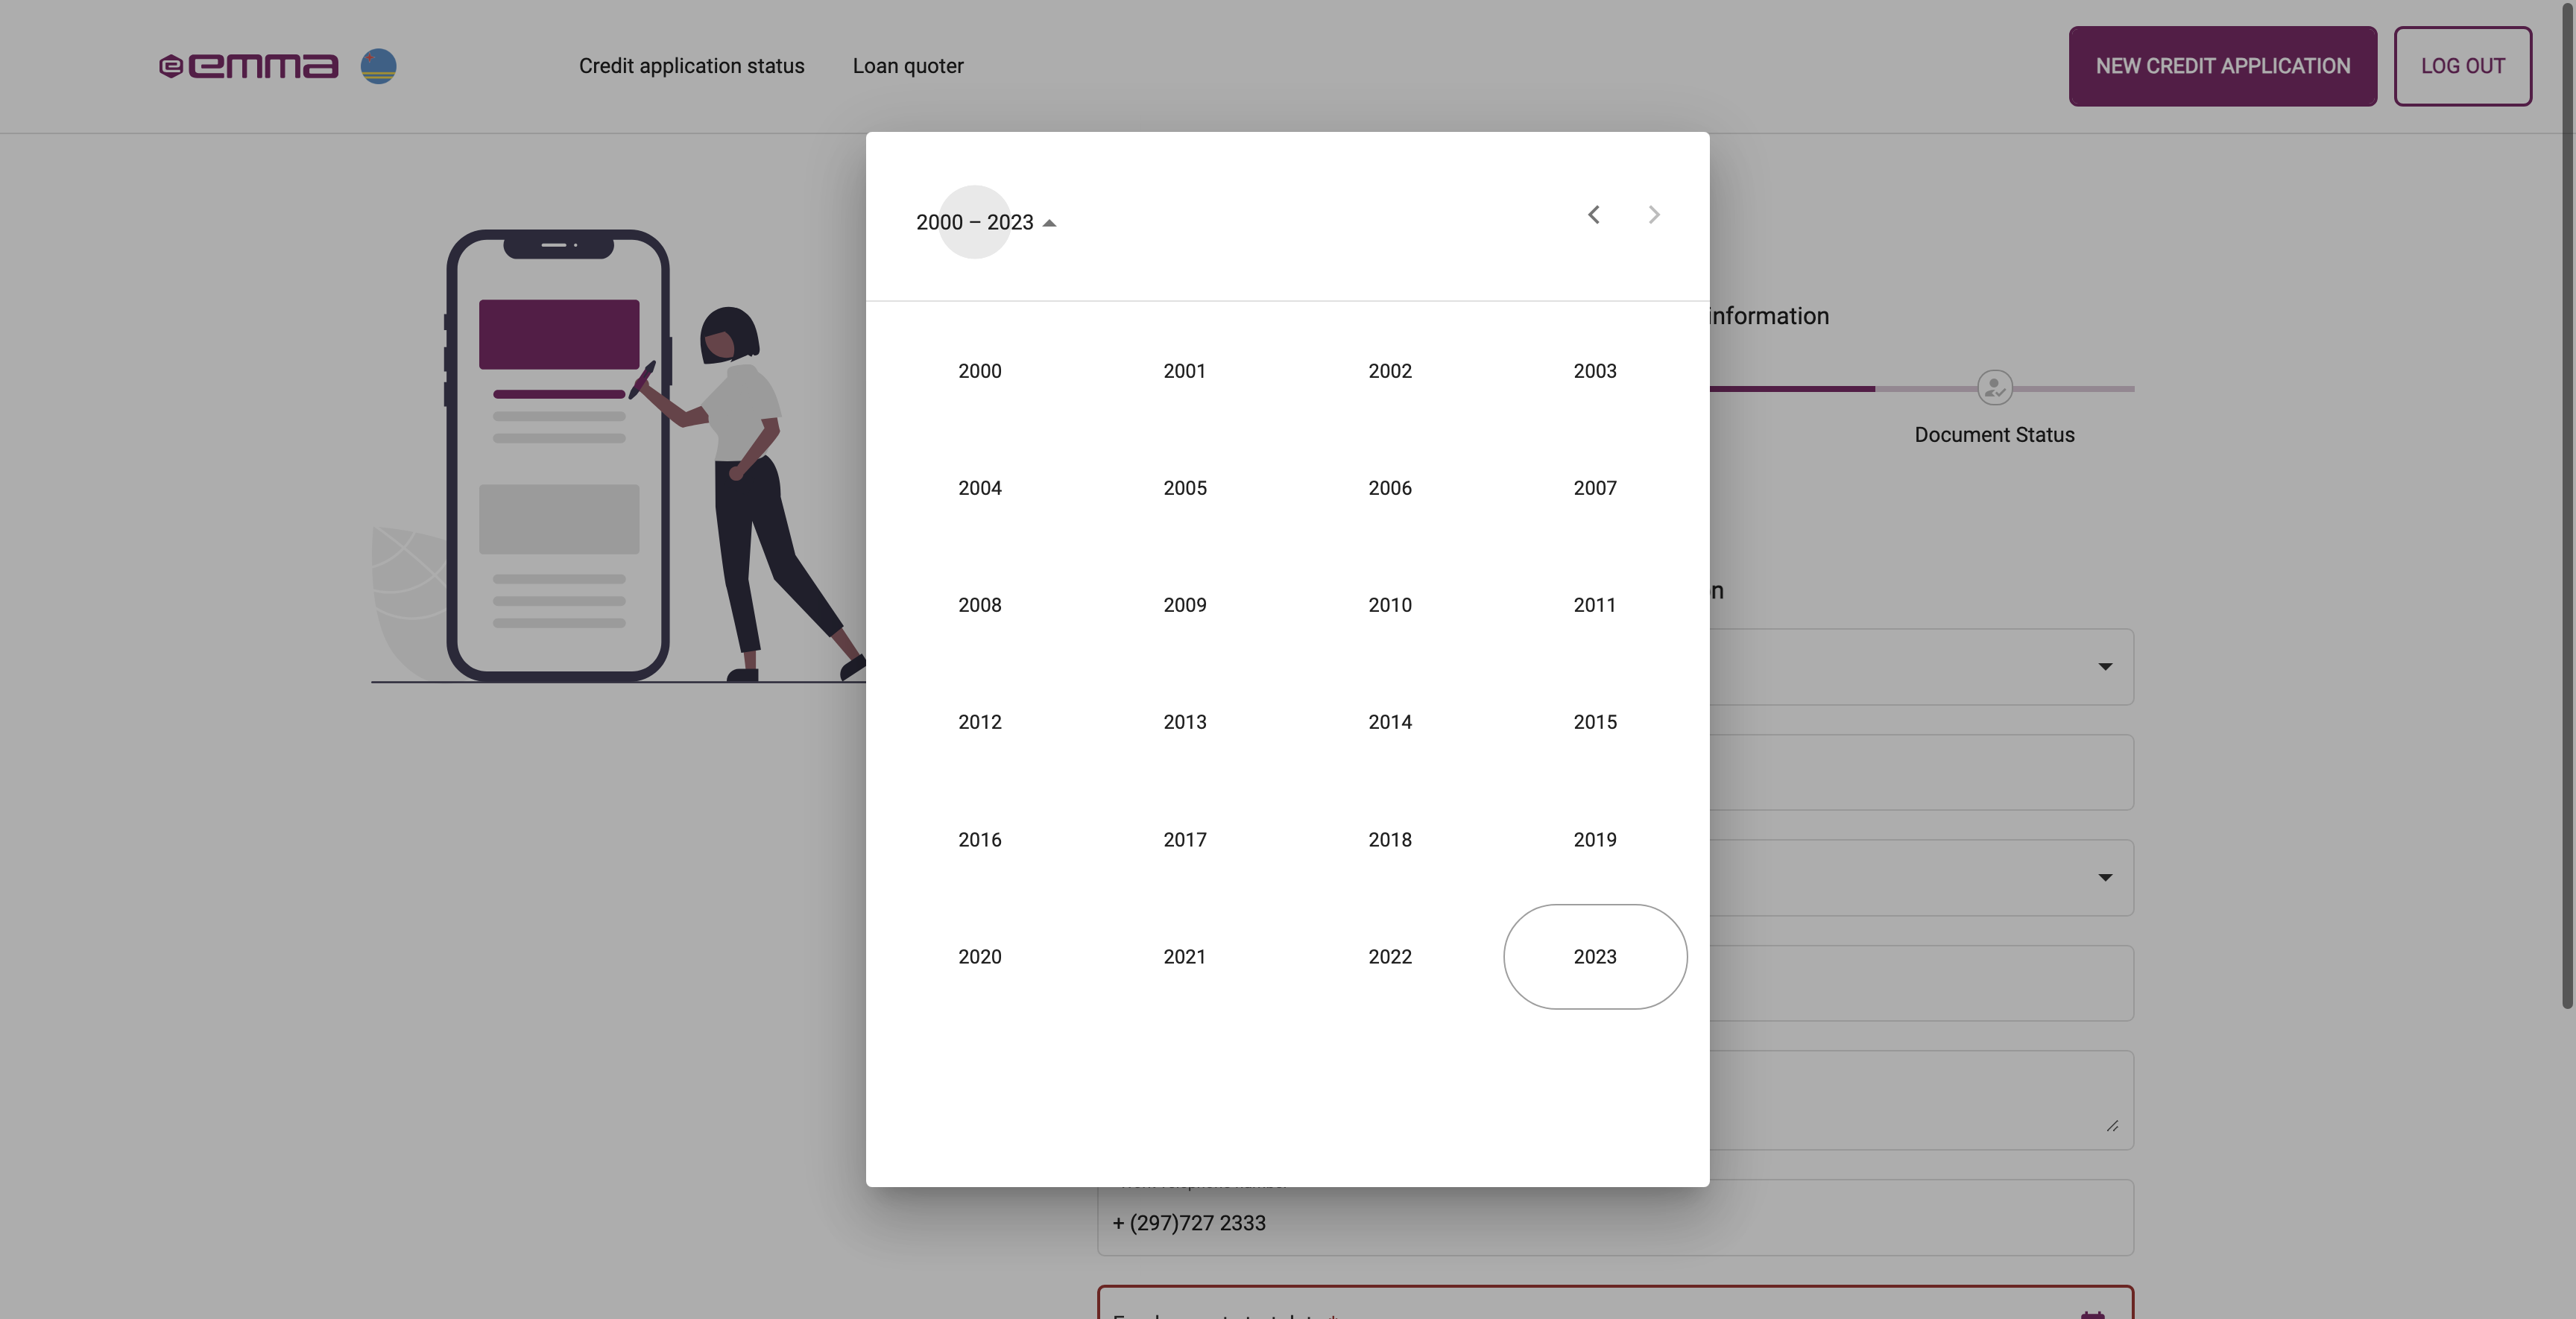 emma
Credit application status
Loan quoter
NEW CREDIT APPLICATION
LOG OUT
2000 – 2023
2000 2001 2002 2003
2004 2005 2006 2007
2008 2009 2010 2011
2012 2013 2014 2015
2016 2017 2018 2019
2020 2021 2022 2023
information
Document Status
+ (297)727 2333